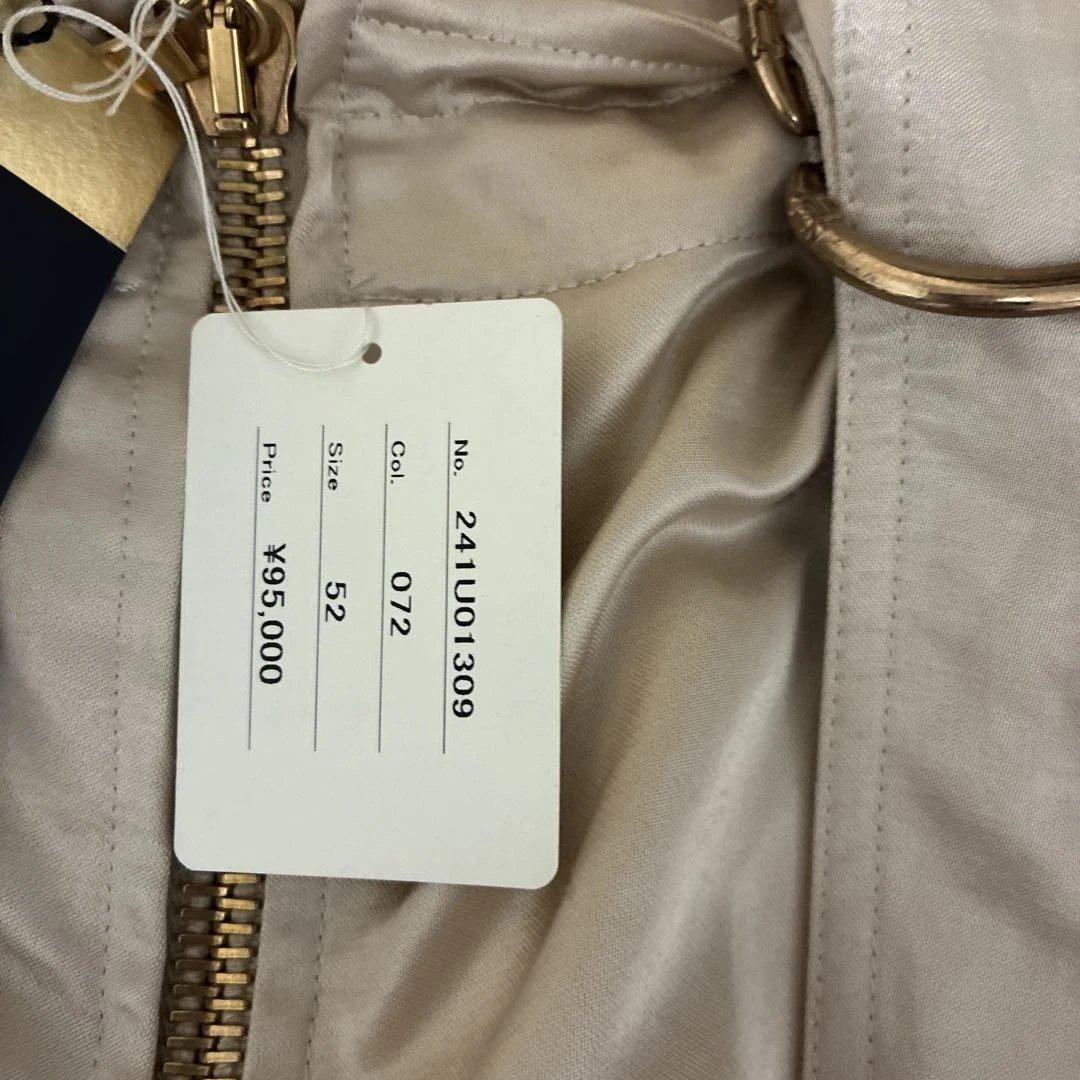 No. 241U01309
Col. 072
Size 52
Price ¥95,000